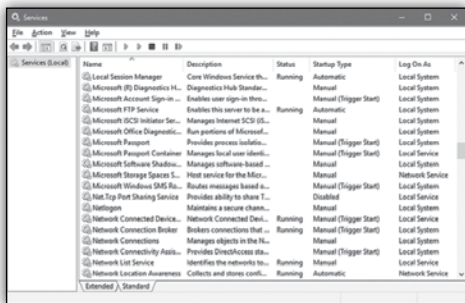 Services
File Action View Help
Services (Local)
Name Description Status Startup Type Log On As
Local Session Manager Core Windows Service th... Running Automatic Local System
Microsoft (R) Diagnostics H... Diagnostics Hub Standar... Manual Local System
Microsoft Account Sign-in ... Enables user sign-in thro... Manual (Trigger Start) Local System
Microsoft FTP Service Enables this server to be a... Running Automatic Local System
Microsoft iSCSI Initiator Ser... Manages Internet SCSI (iS... Manual Local System
Microsoft Office Diagnostic... Run portions of Microsof... Manual Local System
Microsoft Passport Provides process isolatio... Manual (Trigger Start) Local System
Microsoft Passport Container Manages local user identi... Manual (Trigger Start) Local Service
Microsoft Software Shadow... Manages software-based ... Manual Local System
Microsoft Storage Spaces S... Host service for the Micr... Manual Network Service
Microsoft Windows SMS Ro... Routes messages based o... Manual (Trigger Start) Local System
Net.Tcp Port Sharing Service Provides ability to share T... Disabled Local Service
Netlogon Maintains a secure chann... Manual Local System
Network Connected Device... Network Connected Devi... Running Manual (Trigger Start) Local Service
Network Connection Broker Brokers connections that ... Running Manual (Trigger Start) Local System
Network Connections Manages objects in the N... Manual Local System
Network Connectivity Assis... Provides DirectAccess sta... Manual (Trigger Start) Local System
Network List Service Identifies the networks to... Running Manual Local Service
Network Location Awareness Collects and stores confi... Running Automatic Network Service
Extended Standard